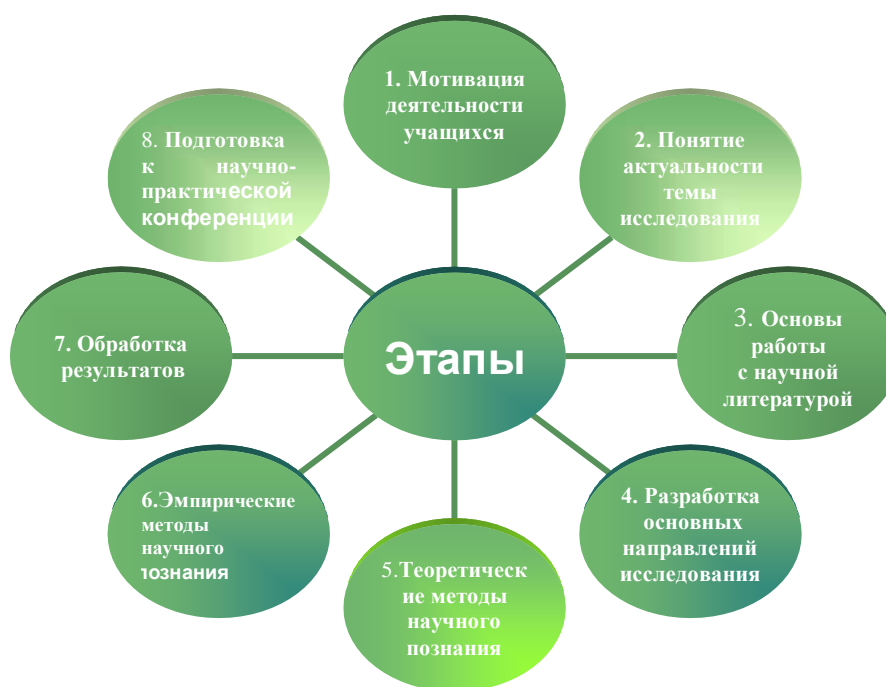 1. Мотивация
деятельности
учащихся
2. Понятие
актуальности
темы
исследования
3. Основы
работы
с научной
литературой
4. Разработка
основных
направлений
исследования
5.Теоретическ
ие методы
научного
познания
6.Эмпирические
методы
научного
познания
7. Обработка
результатов
8. Подготовка
к научно-
практической
конференции
Этапы